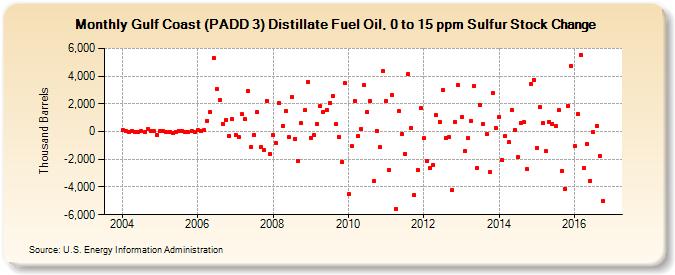 Monthly Gulf Coast (PADD 3) Distillate Fuel Oil, 0 to 15 ppm Sulfur Stock Change
Thousand Barrels
6,000
4,000
2,000
0
-2,000
-4,000
-6,000
2004 2006 2008 2010 2012 2014 2016
Source: U.S. Energy Information Administration